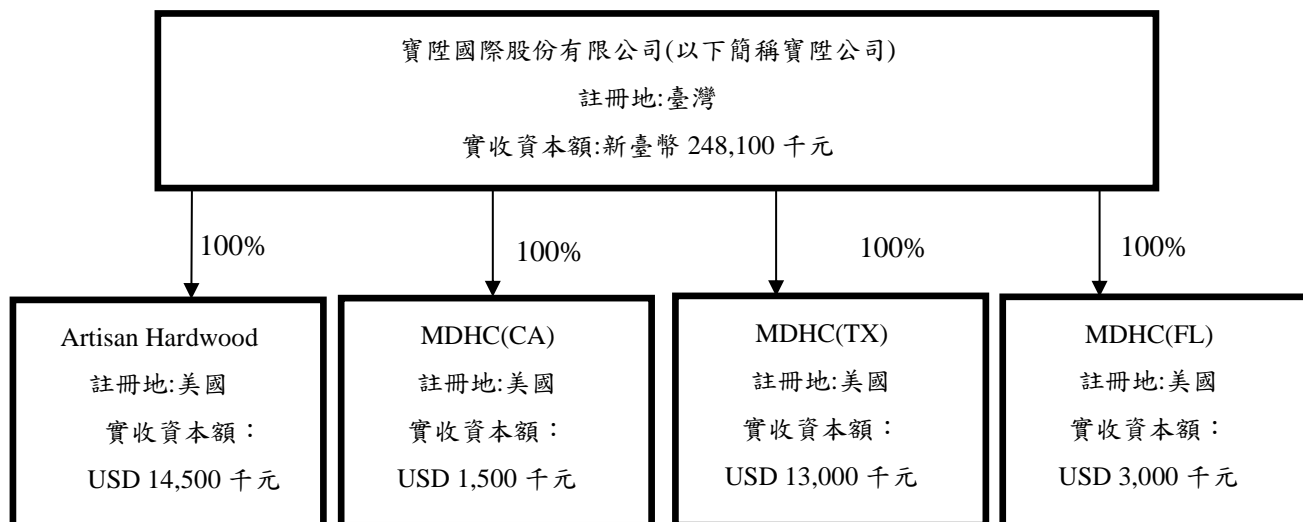 寶陞國際股份有限公司(以下簡稱寶陞公司)
註冊地:臺灣
實收資本額:新臺幣 248,100 千元
100%
100%
100%
100%
Artisan Hardwood
註冊地:美國
實收資本額：
USD 14,500 千元
MDHC(CA)
註冊地:美國
實收資本額：
USD 1,500 千元
MDHC(TX)
註冊地:美國
實收資本額：
USD 13,000 千元
MDHC(FL)
註冊地:美國
實收資本額：
USD 3,000 千元